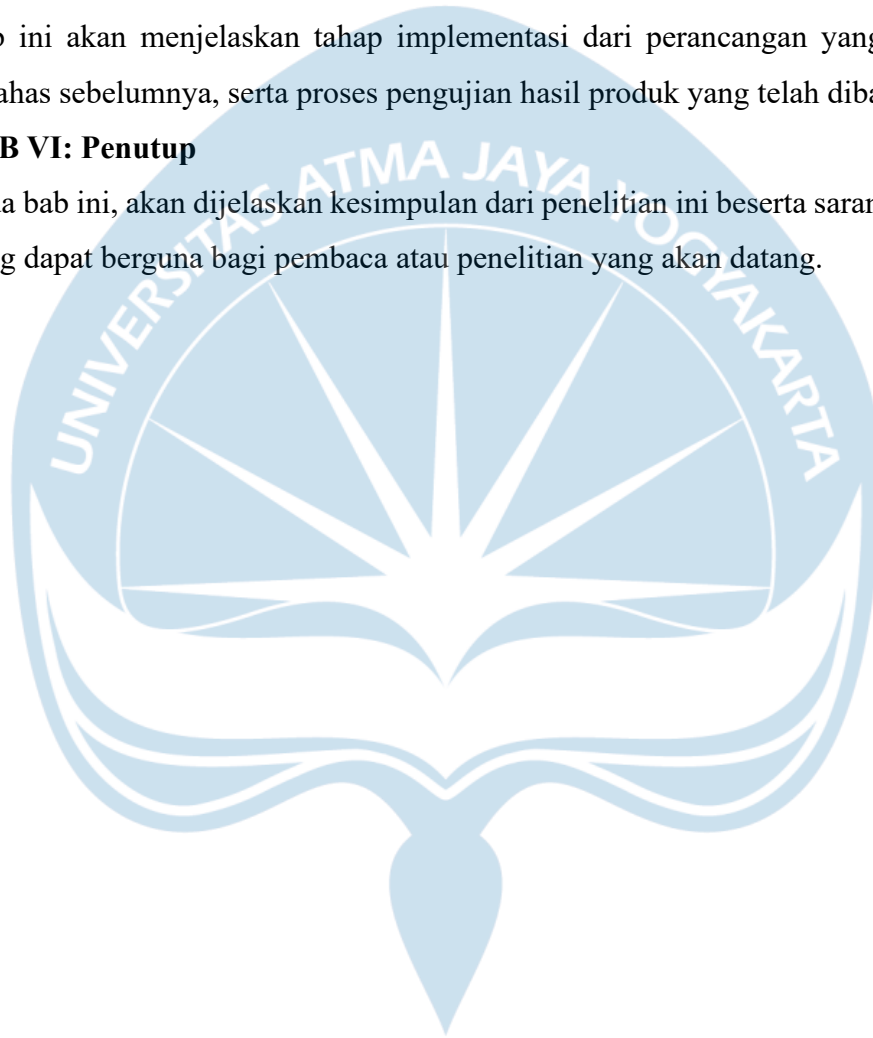 ini akan menjelaskan tahap implementasi dari perancangan yang
ahas sebelumnya, serta proses pengujian hasil produk yang telah diba
B VI: Penutup
a bab ini, akan dijelaskan kesimpulan dari penelitian ini beserta saran
g dapat berguna bagi pembaca atau penelitian yang akan datang.
UNIVERSITAS ATMA JAYA YOGYAKARTA